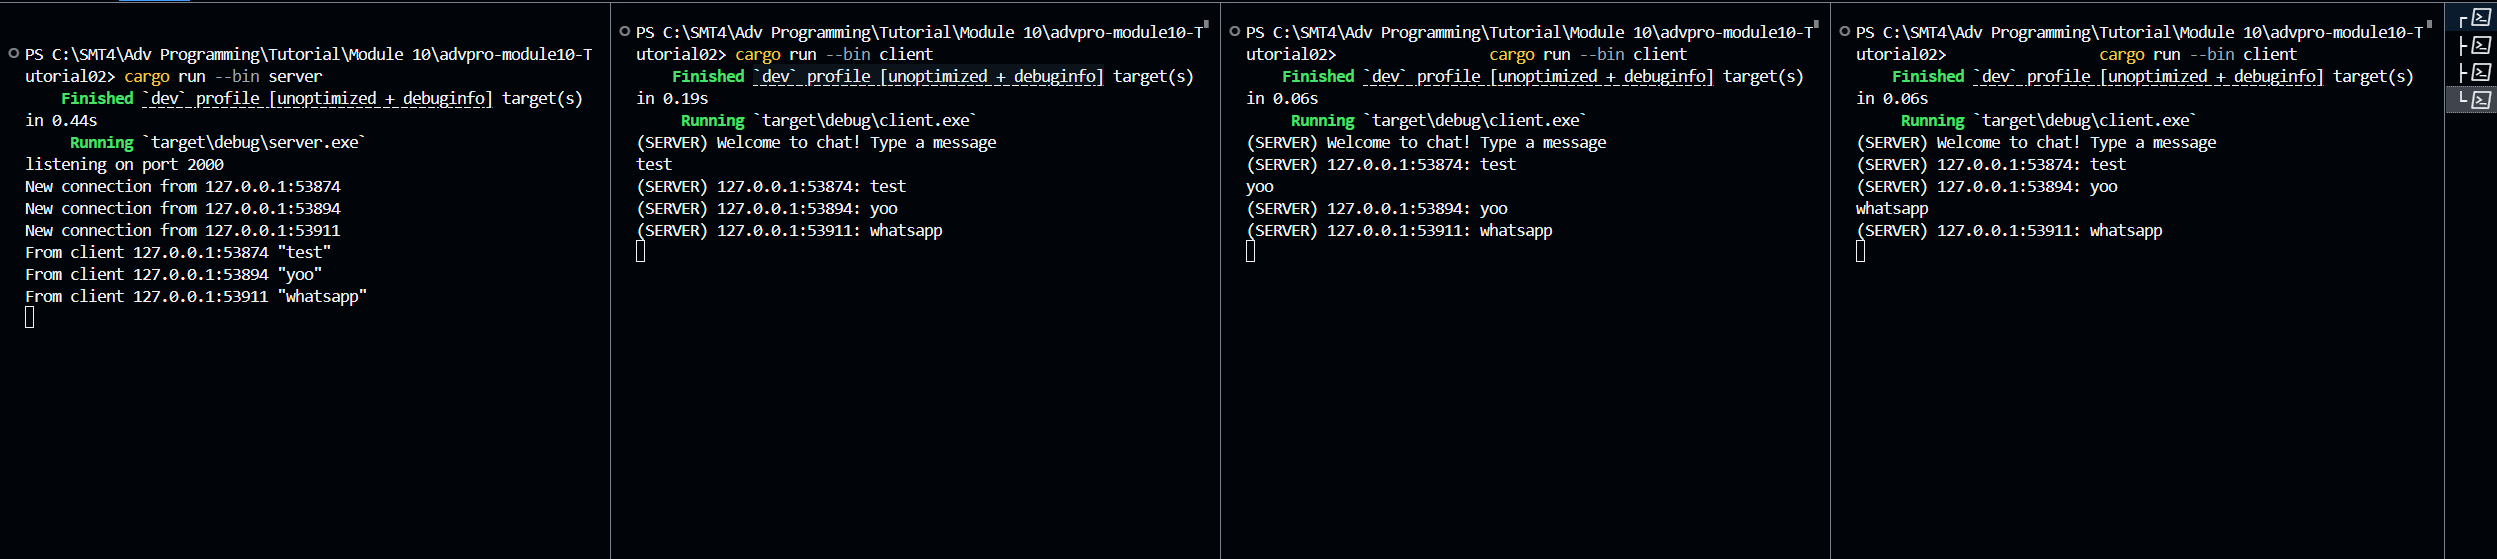 PS C:\SMT4\Adv Programming\Tutorial\Module 10\advpro-module10-T
utorial02> cargo run --bin server
Finished `dev` profile [unoptimized + debuginfo] target(s)
in 0.44s
Running `target\debug\server.exe`
listening on port 2000
New connection from 127.0.0.1:53874
New connection from 127.0.0.1:53894
New connection from 127.0.0.1:53911
From client 127.0.0.1:53874 "test"
From client 127.0.0.1:53894 "yoo"
From client 127.0.0.1:53911 "whatsapp"
PS C:\SMT4\Adv Programming\Tutorial\Module 10\advpro-module10-T
utorial02> cargo run --bin client
Finished `dev` profile [unoptimized + debuginfo] target(s)
in 0.19s
Running `target\debug\client.exe`
(SERVER) Welcome to chat! Type a message
test
(SERVER) 127.0.0.1:53874: test
(SERVER) 127.0.0.1:53894: yoo
(SERVER) 127.0.0.1:53911: whatsapp
PS C:\SMT4\Adv Programming\Tutorial\Module 10\advpro-module10-T
utorial02> cargo run --bin client
Finished `dev` profile [unoptimized + debuginfo] target(s)
in 0.06s
Running `target\debug\client.exe`
(SERVER) Welcome to chat! Type a message
(SERVER) 127.0.0.1:53874: test
yoo
(SERVER) 127.0.0.1:53894: yoo
(SERVER) 127.0.0.1:53911: whatsapp
PS C:\SMT4\Adv Programming\Tutorial\Module 10\advpro-module10-T
utorial02> cargo run --bin client
Finished `dev` profile [unoptimized + debuginfo] target(s)
in 0.06s
Running `target\debug\client.exe`
(SERVER) Welcome to chat! Type a message
(SERVER) 127.0.0.1:53874: test
(SERVER) 127.0.0.1:53894: yoo
whatsapp
(SERVER) 127.0.0.1:53911: whatsapp